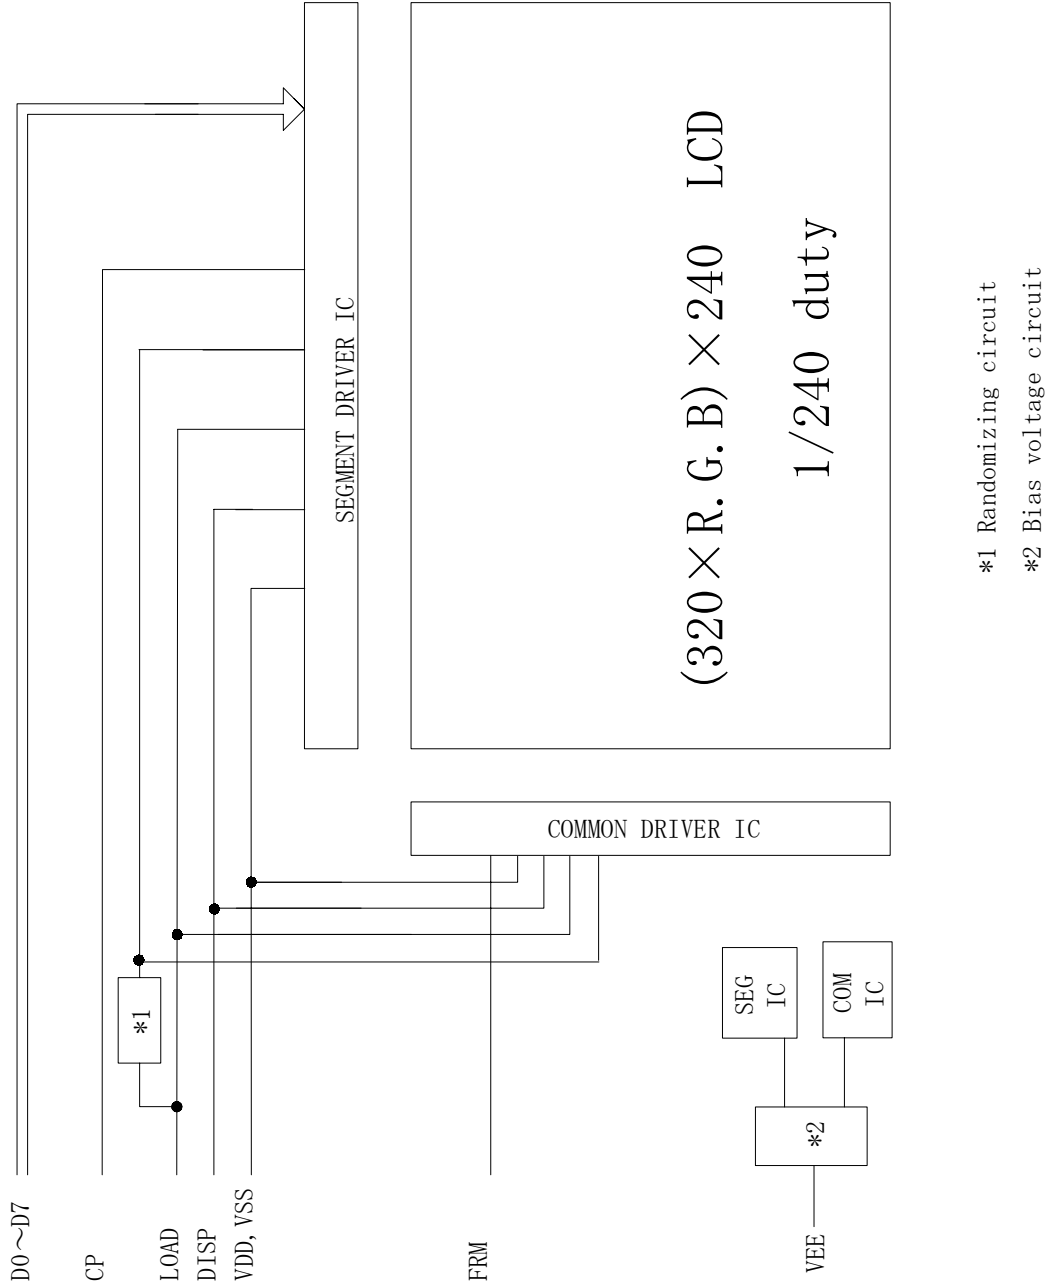 D0～D7
CP
LOAD
DISP
VDD, VSS
FRM
VEE
*1
*2
SEG
IC
COM
IC
SEGMENT DRIVER IC
COMMON DRIVER IC
(320×R.G.B)×240 LCD
1/240 duty
*1 Randomizing circuit
*2 Bias voltage circuit